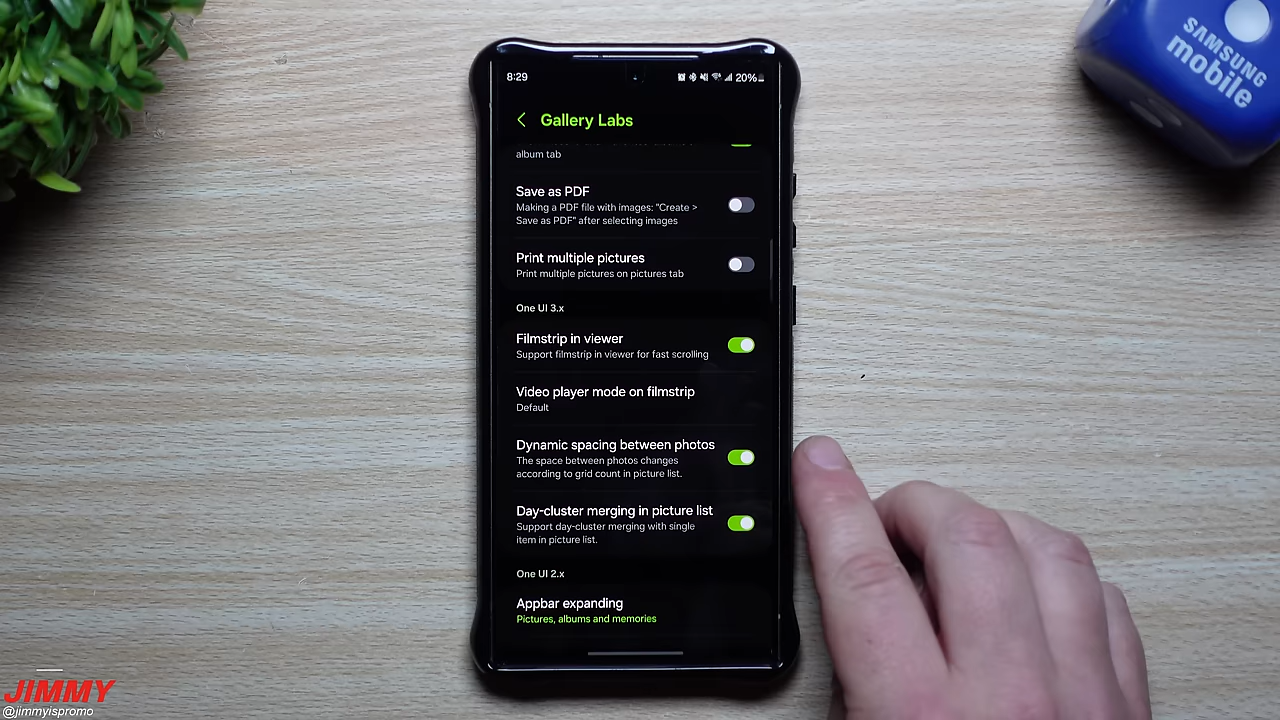 SAMSUNG
mobile
8:29
20%
Gallery Labs
album tab
Save as PDF
Making a PDF file with images: "Create >
Save as PDF" after selecting images
Print multiple pictures
Print multiple pictures on pictures tab
One UI 3.x
Filmstrip in viewer
Support filmstrip in viewer for fast scrolling
Video player mode on filmstrip
Default
Dynamic spacing between photos
The space between photos changes
according to grid count in picture list.
Day-cluster merging in picture list
Support day-cluster merging with single
item in picture list.
One UI 2.x
Appbar expanding
Pictures, albums and memories
JIMMY
@jimmyispromo